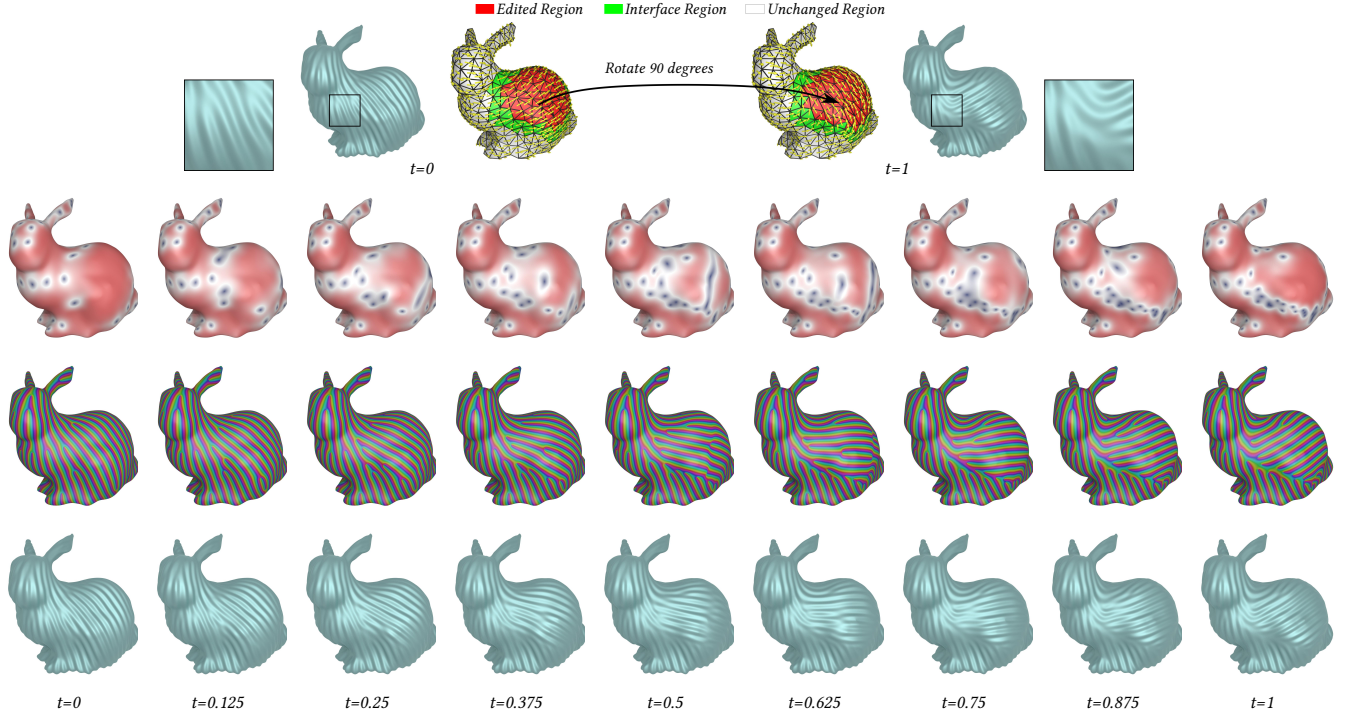 Edited Region Interface Region Unchanged Region
Rotate 90 degrees
t=0 t=1
t=0 t=0.125 t=0.25 t=0.375 t=0.5 t=0.625 t=0.75 t=0.875 t=1